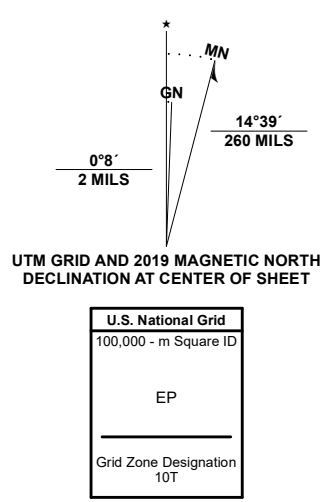 ★
MN
GN
14°39´
260 MILS
0°8´
2 MILS
UTM GRID AND 2019 MAGNETIC NORTH
DECLINATION AT CENTER OF SHEET
U.S. National Grid
100,000 - m Square ID
EP
Grid Zone Designation
10T